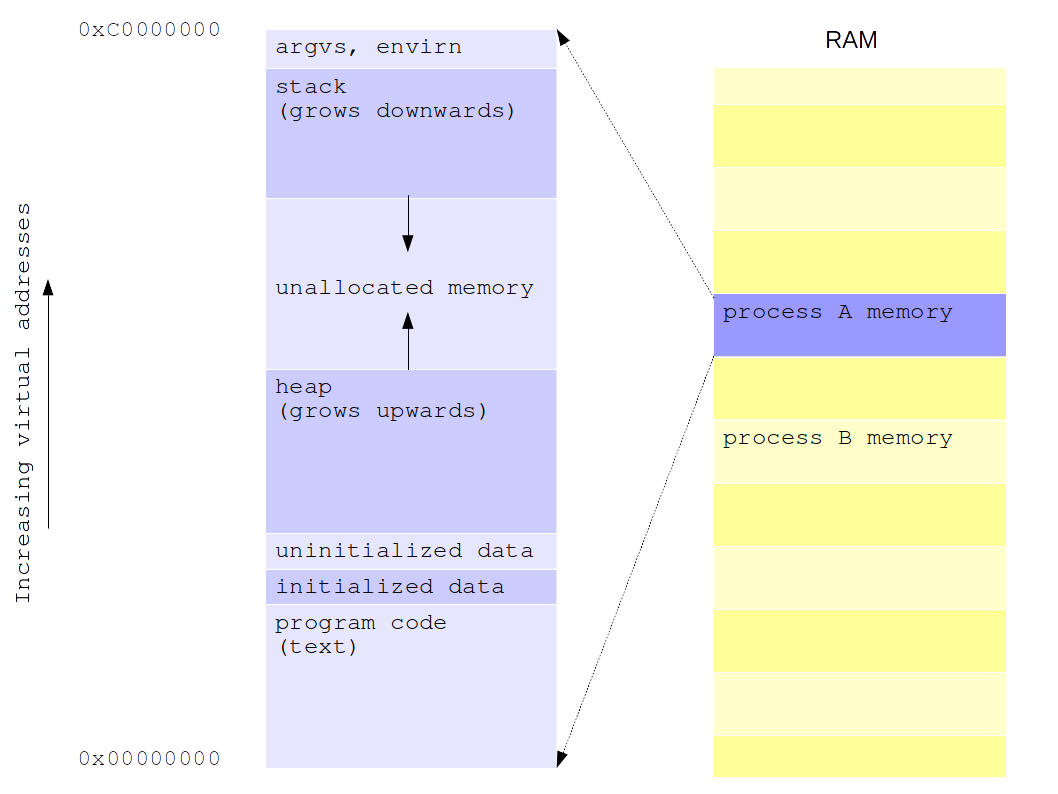 0xC0000000
argvs, envirn
stack
(grows downwards)
unallocated memory
heap
(grows upwards)
uninitialized data
initialized data
program code
(text)
0x00000000
Increasing virtual addresses
RAM
process A memory
process B memory